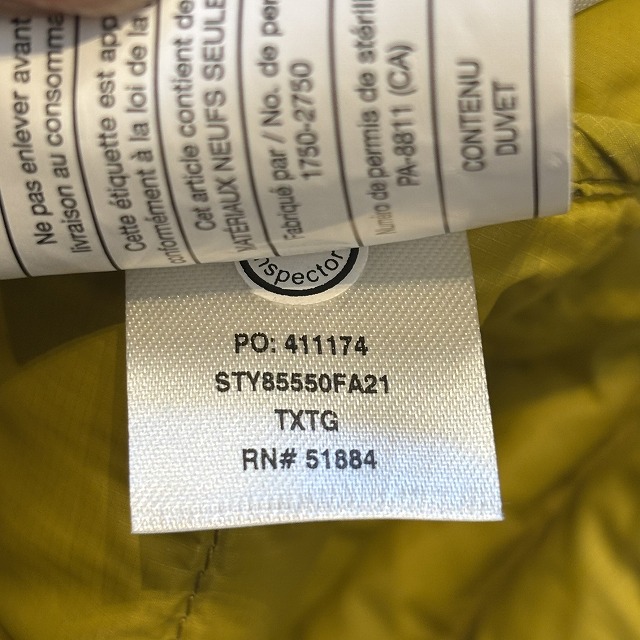 Ne pas enlever avant
livraison au consomma
Cette étiquette est app
conformément à la loi de la
Cet article contient de
MATÉRIAUX NEUFS SEULE
Fabriqué par / No. de per
1750-2750
Numéro de permis de stéril
PA-8811 (CA)
CONTENU
DUVET
Inspector
PO: 411174
STY85550FA21
TXTG
RN# 51884